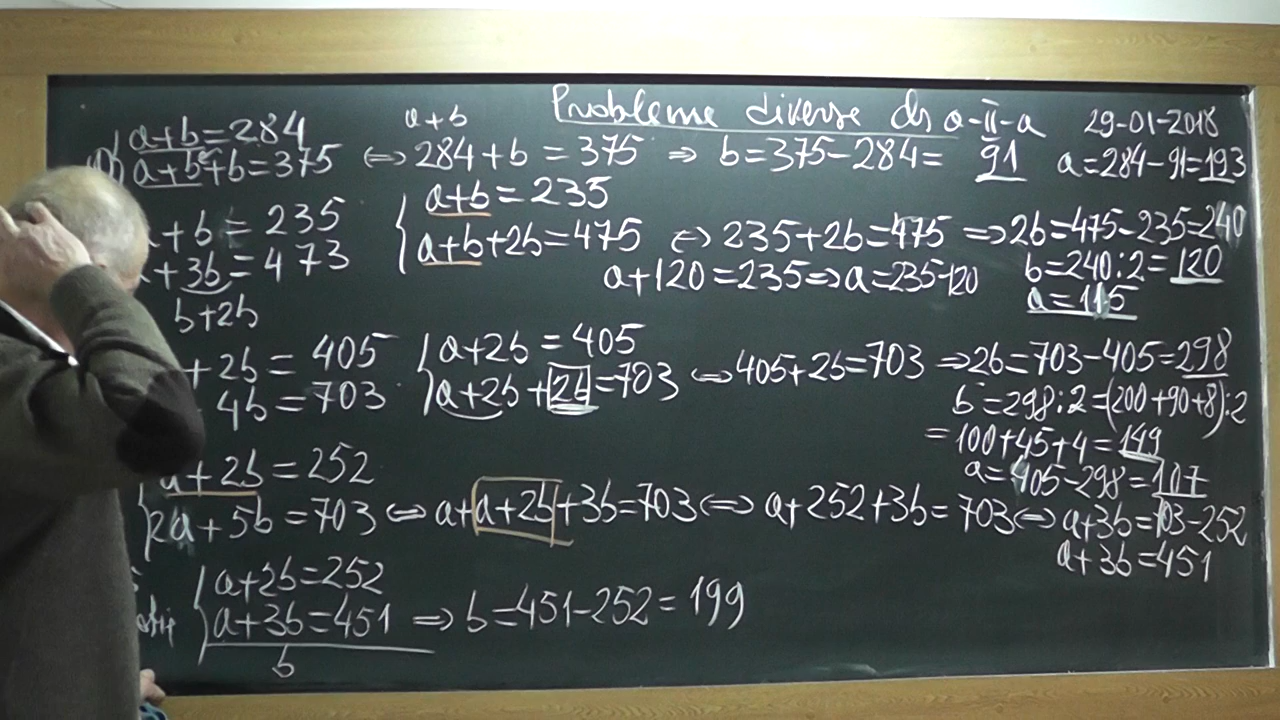 Probleme diverse cls a-II-a 29-01-2018
a+b=284
a+b
a+b+b=375 ⇔ 284+b=375 ⇒ b=375-284=91 a=284-91=193
+b=235 a+b=235
+3b=473 a+b+2b=475 ⇔ 235+2b=475 ⇒ 2b=475-235=240
b+2b a+120=235 ⇒ a=235-120 b=240:2=120
a=115
+2b=405 a+2b=405
4b=703 a+2b+2b=703 ⇔ 405+2b=703 ⇒ 2b=703-405=298
b=298:2=(200+90+8):2
=100+45+4=149
a+2b=252 a=405-298=107
2a+5b=703 ⇔ a+a+2b+3b=703 ⇔ a+252+3b=703 ⇔ a+3b=703-252
a+3b=451
a+2b=252
a+3b=451 ⇒ b=451-252=199
b